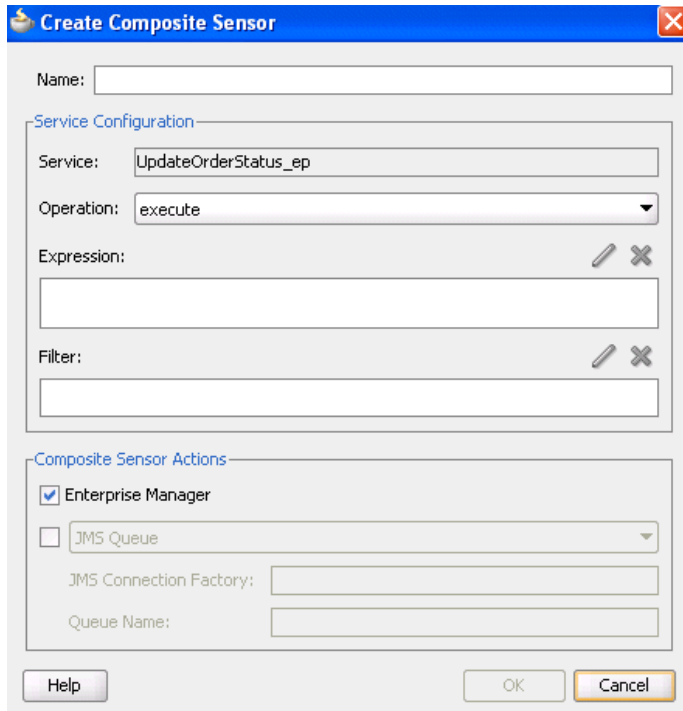 Create Composite Sensor
Name:
Service Configuration
Service: UpdateOrderStatus_ep
Operation: execute
Expression:
Filter:
Composite Sensor Actions
Enterprise Manager
JMS Queue
JMS Connection Factory:
Queue Name:
Help OK Cancel